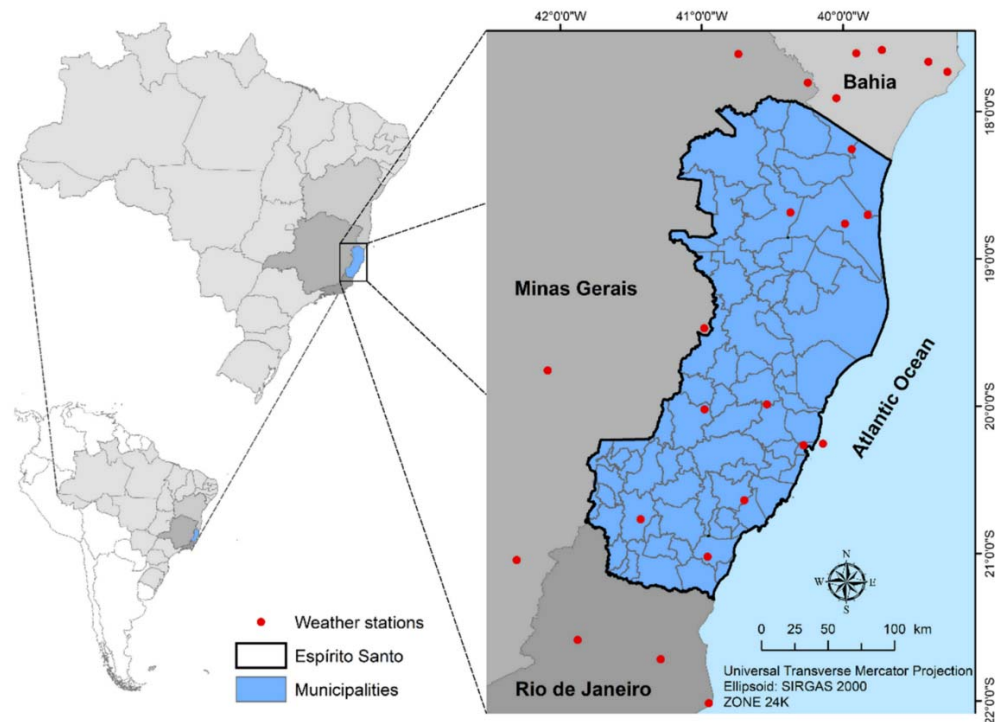 42°0'0"W 41°0'0"W 40°0'0"W
Bahia
18°0'0"S
19°0'0"S
Minas Gerais
Atlantic Ocean
20°0'0"S
21°0'0"S
N
W E
S
Weather stations
Espírito Santo
Municipalities
0 25 50 100 km
Rio de Janeiro
Universal Transverse Mercator Projection
Ellipsoid: SIRGAS 2000
ZONE 24K
22°0'0"S